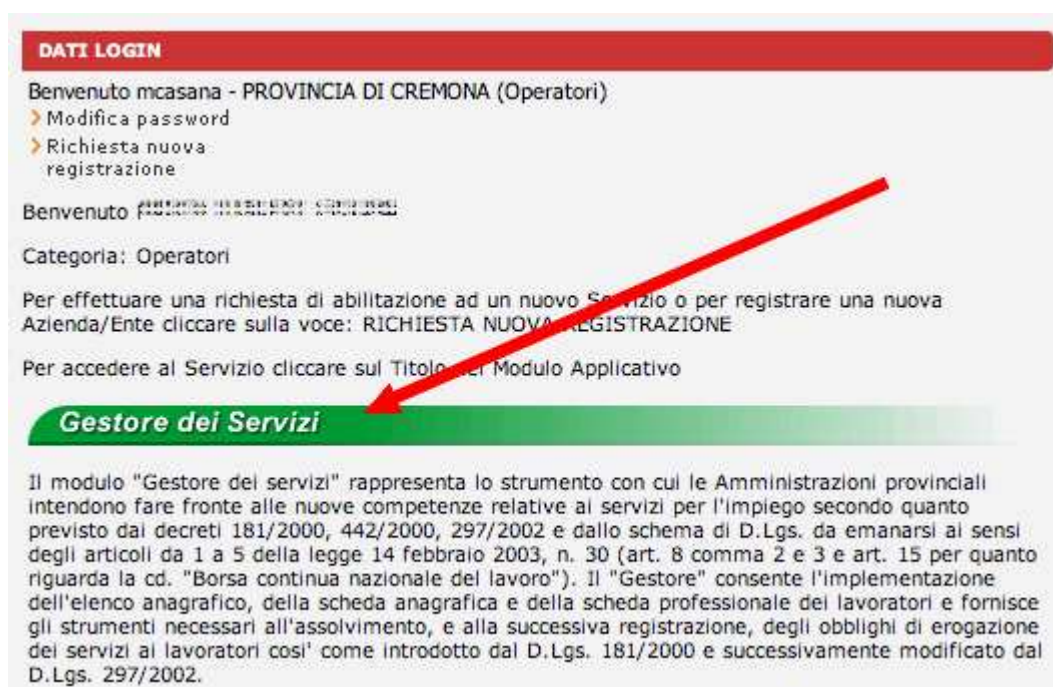 DATI LOGIN
Benvenuto mcasana - PROVINCIA DI CREMONA (Operatori)
Modifica password
Richiesta nuova
registrazione
Benvenuto
Categoria: Operatori
Per effettuare una richiesta di abilitazione ad un nuovo Servizio o per registrare una nuova
Azienda/Ente cliccare sulla voce: RICHIESTA NUOVA REGISTRAZIONE
Per accedere al Servizio cliccare sul Titolo del Modulo Applicativo
Gestore dei Servizi
Il modulo "Gestore dei servizi" rappresenta lo strumento con cui le Amministrazioni provinciali
intendono fare fronte alle nuove competenze relative ai servizi per l'impiego secondo quanto
previsto dai decreti 181/2000, 442/2000, 297/2002 e dallo schema di D.Lgs. da emanarsi ai sensi
degli articoli da 1 a 5 della legge 14 febbraio 2003, n. 30 (art. 8 comma 2 e 3 e art. 15 per quanto
riguarda la cd. "Borsa continua nazionale del lavoro"). Il "Gestore" consente l'implementazione
dell'elenco anagrafico, della scheda anagrafica e della scheda professionale dei lavoratori e fornisce
gli strumenti necessari all'assolvimento, e alla successiva registrazione, degli obblighi di erogazione
dei servizi ai lavoratori cosi' come introdotto dal D.Lgs. 181/2000 e successivamente modificato dal
D.Lgs. 297/2002.